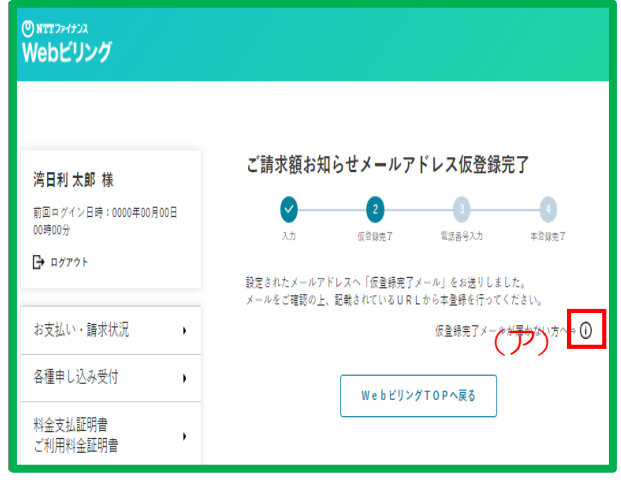 NTTファイナンス
Webビリング
湾日利 太郎 様
前回ログイン日時：0000年00月00日
00時00分
ログアウト
お支払い・請求状況
各種申し込み受付
料金支払証明書
ご利用料金証明書
ご請求額お知らせメールアドレス仮登録完了
2 3 4
入力 仮登録完了 電話番号入力 本登録完了
設定されたメールアドレスへ「仮登録完了メール」をお送りしました。
メールをご確認の上、記載されているURLから本登録を行ってください。
仮登録完了メールが届かない方へ
(ア)
WebビリングTOPへ戻る